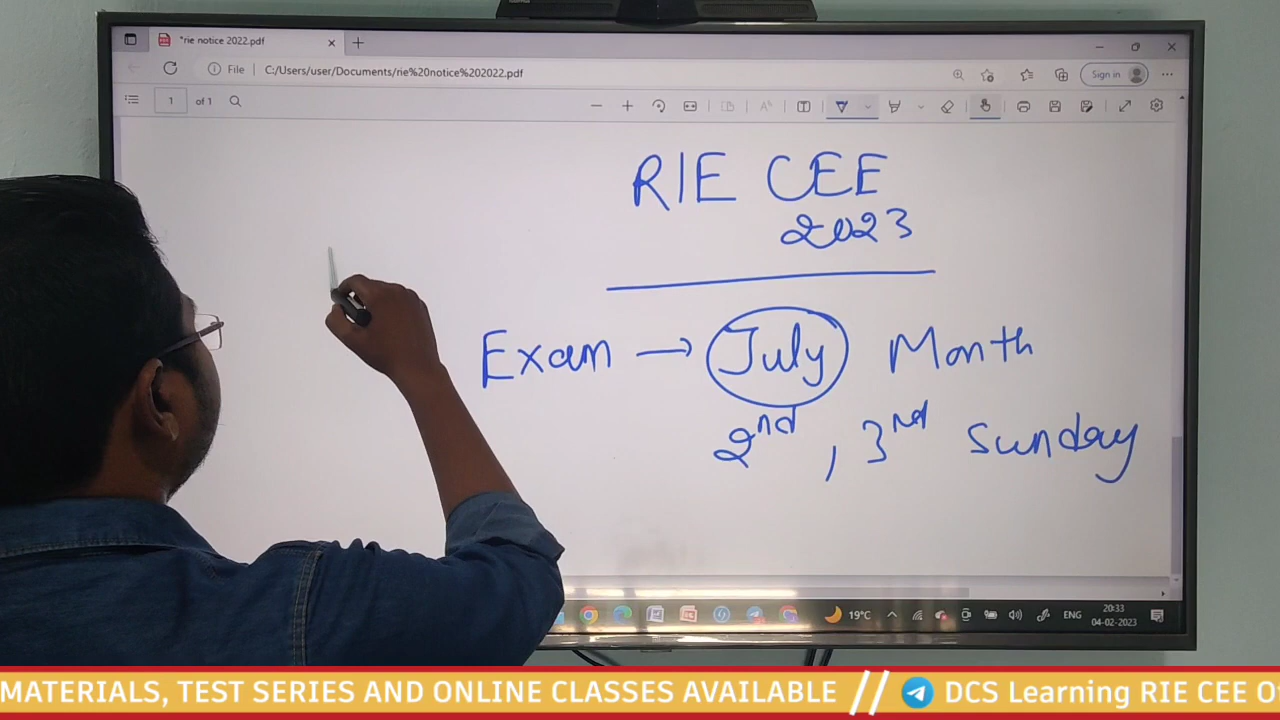 *rie notice 2022.pdf
File C:/Users/user/Documents/rie%20notice%202022.pdf
Sign in
1 of 1
RIE CEE
2023
Exam → July Month
2nd, 3nd Sunday
19°C
ENG
20:33
04-02-2023
MATERIALS, TEST SERIES AND ONLINE CLASSES AVAILABLE // DCS Learning RIE CEE O